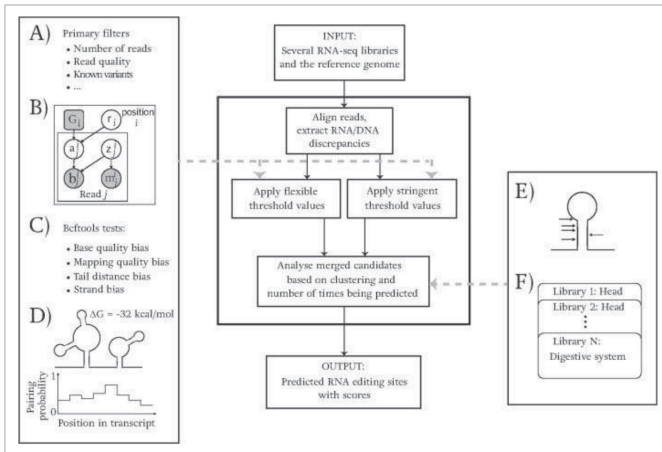 A)
Primary filters
• Number of reads
• Read quality
• Known variants
• ...
B)
G i
r i
position
i
a j i
z j i
b j i
m j i
Read j
C)
Bcftools tests:
• Base quality bias
• Mapping quality bias
• Tail distance bias
• Strand bias
D)
ΔG = -32 kcal/mol
Pairing
probability
1
0
Position in transcript
INPUT:
Several RNA-seq libraries
and the reference genome
Align reads,
extract RNA/DNA
discrepancies
Apply flexible
threshold values
Apply stringent
threshold values
Analyse merged candidates
based on clustering and
number of times being predicted
OUTPUT:
Predicted RNA editing sites
with scores
E)
F)
Library 1: Head
Library 2: Head
⋮
Library N:
Digestive system